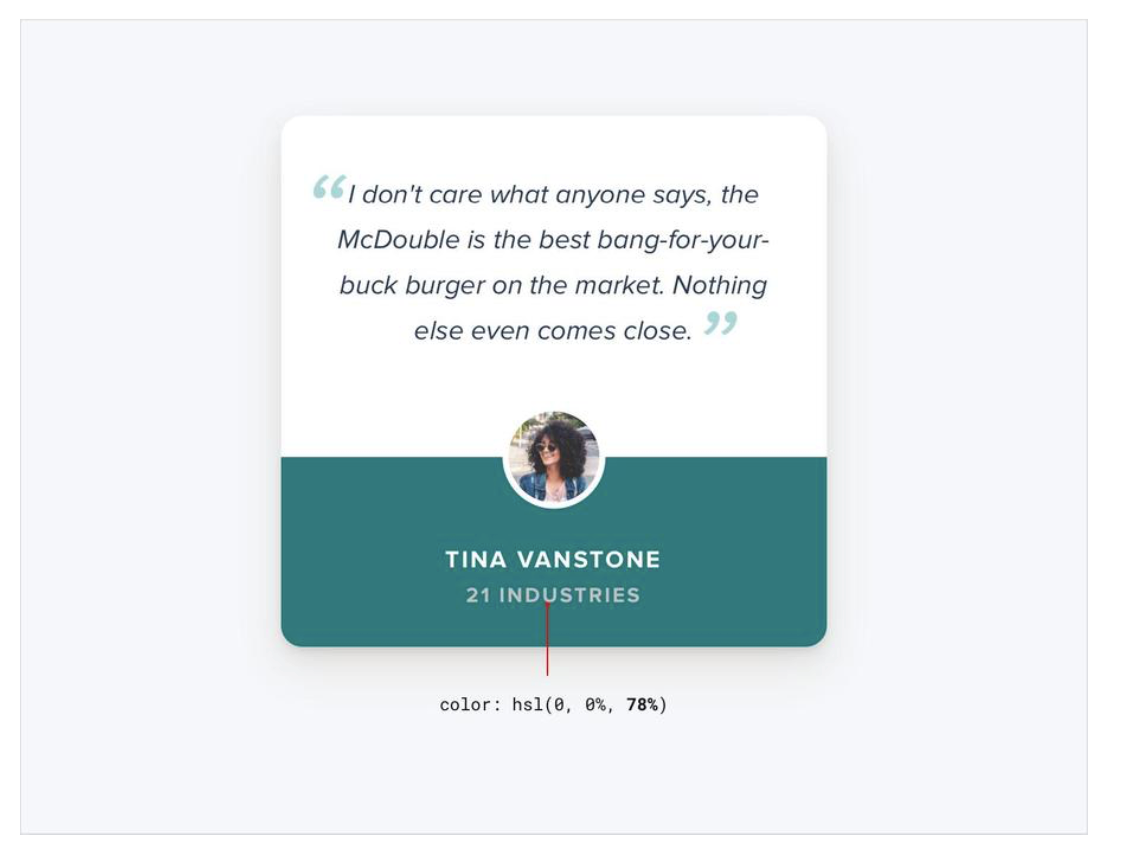 “I don't care what anyone says, the
McDouble is the best bang-for-your-
buck burger on the market. Nothing
else even comes close. ”
TINA VANSTONE
21 INDUSTRIES
color: hsl(0, 0%, 78%)